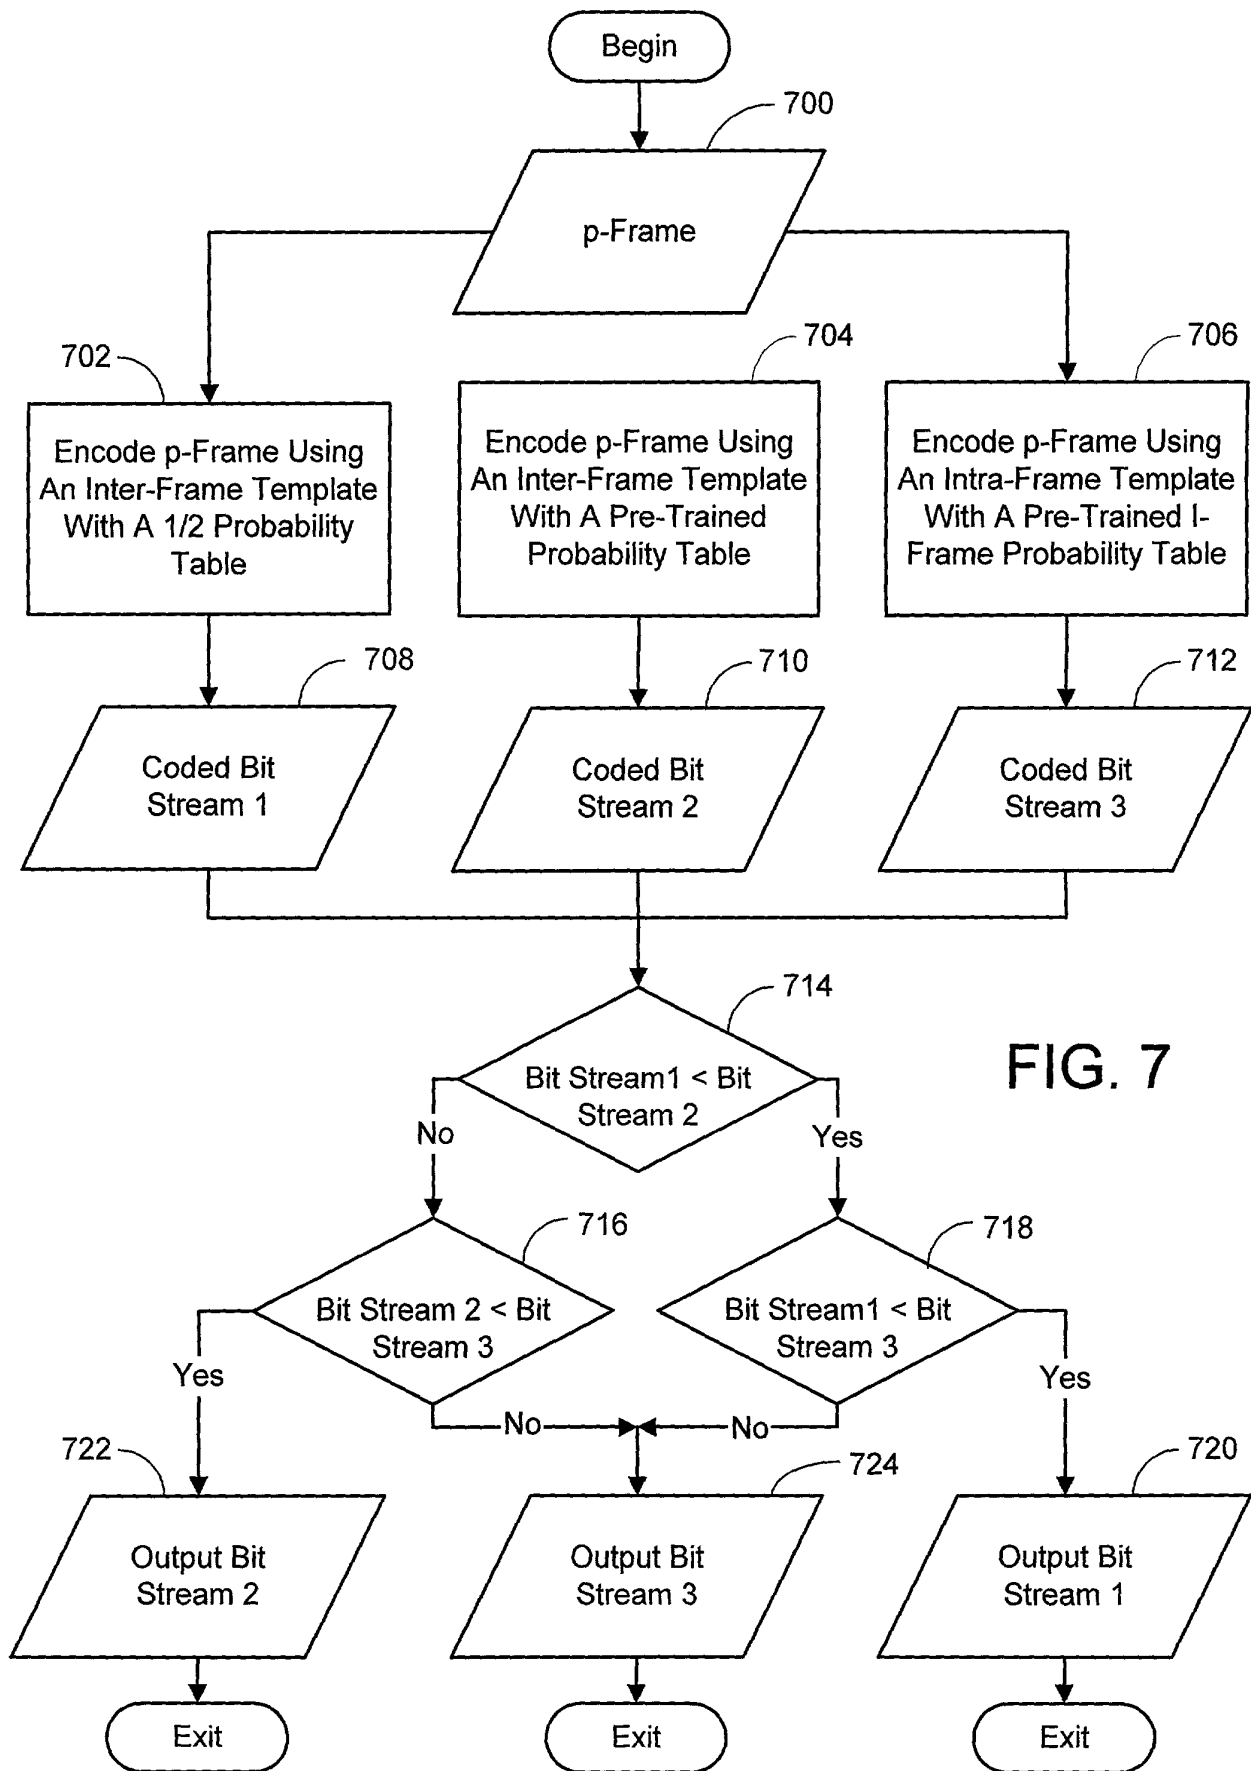 Begin
700
p-Frame
702
704
706
Encode p-Frame Using
An Inter-Frame Template
With A 1/2 Probability
Table
Encode p-Frame Using
An Inter-Frame Template
With A Pre-Trained
Probability Table
Encode p-Frame Using
An Intra-Frame Template
With A Pre-Trained I-
Frame Probability Table
708
710
712
Coded Bit
Stream 1
Coded Bit
Stream 2
Coded Bit
Stream 3
714
Bit Stream1 < Bit
Stream 2
FIG. 7
No
Yes
716
718
Bit Stream 2 < Bit
Stream 3
Bit Stream1 < Bit
Stream 3
Yes
No
No
Yes
722
724
720
Output Bit
Stream 2
Output Bit
Stream 3
Output Bit
Stream 1
Exit
Exit
Exit